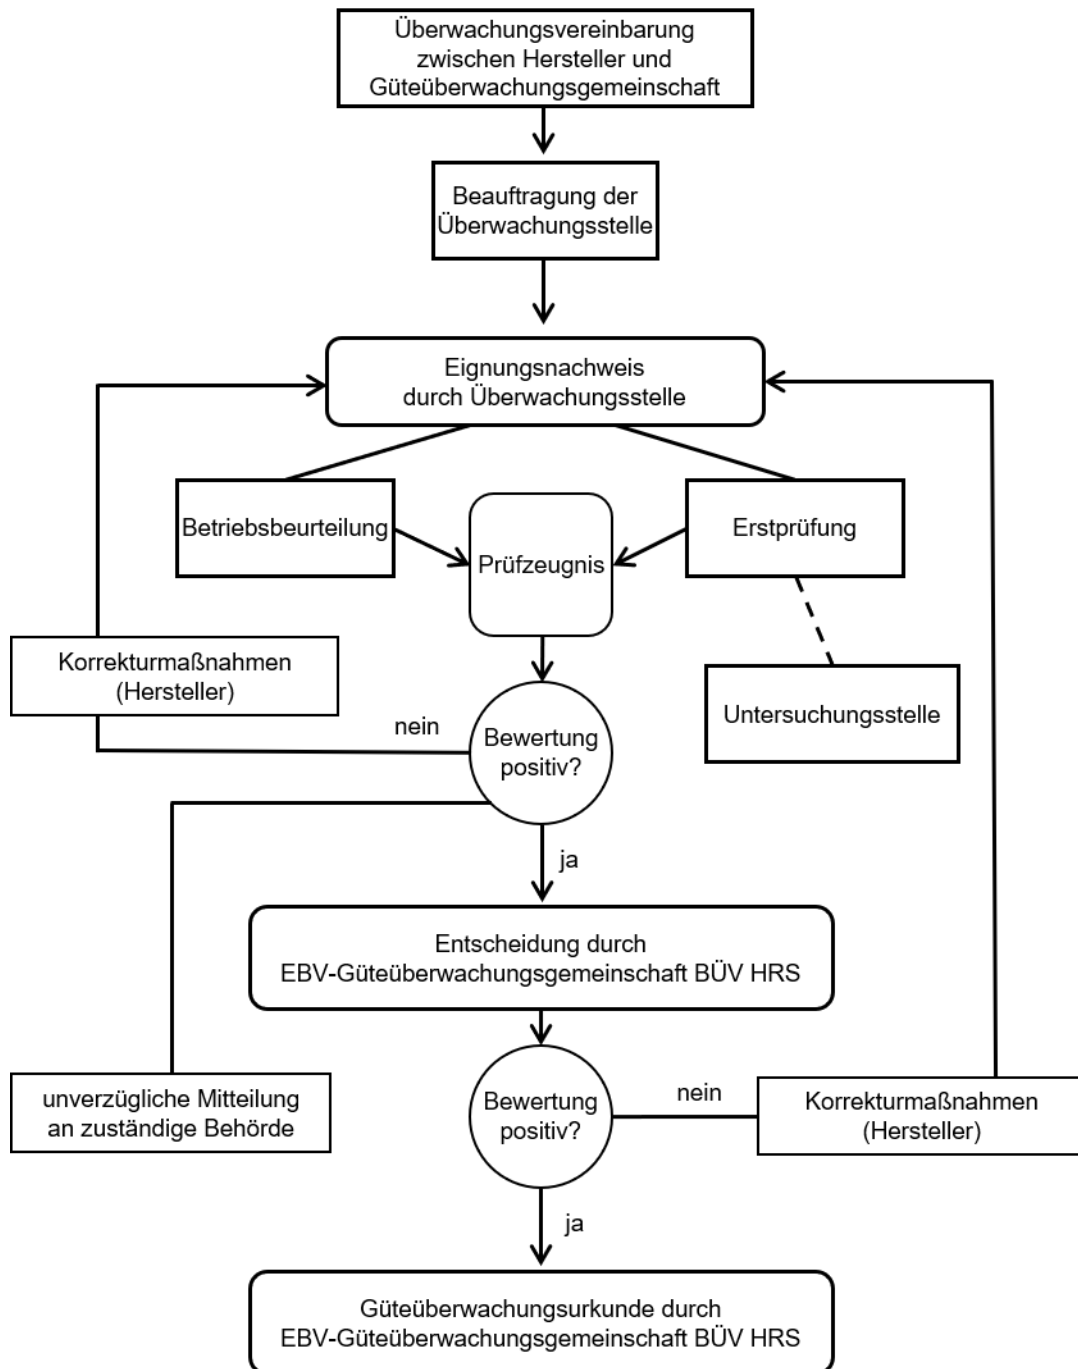 Überwachungsvereinbarung
zwischen Hersteller und
Güteüberwachungsgemeinschaft
Beauftragung der
Überwachungsstelle
Eignungsnachweis
durch Überwachungsstelle
Betriebsbeurteilung
Prüfzeugnis
Erstprüfung
Korrekturmaßnahmen
(Hersteller)
Untersuchungsstelle
nein
Bewertung
positiv?
ja
Entscheidung durch
EBV-Güteüberwachungsgemeinschaft BÜV HRS
unverzügliche Mitteilung
an zuständige Behörde
Bewertung
positiv?
nein
Korrekturmaßnahmen
(Hersteller)
ja
Güteüberwachungsurkunde durch
EBV-Güteüberwachungsgemeinschaft BÜV HRS